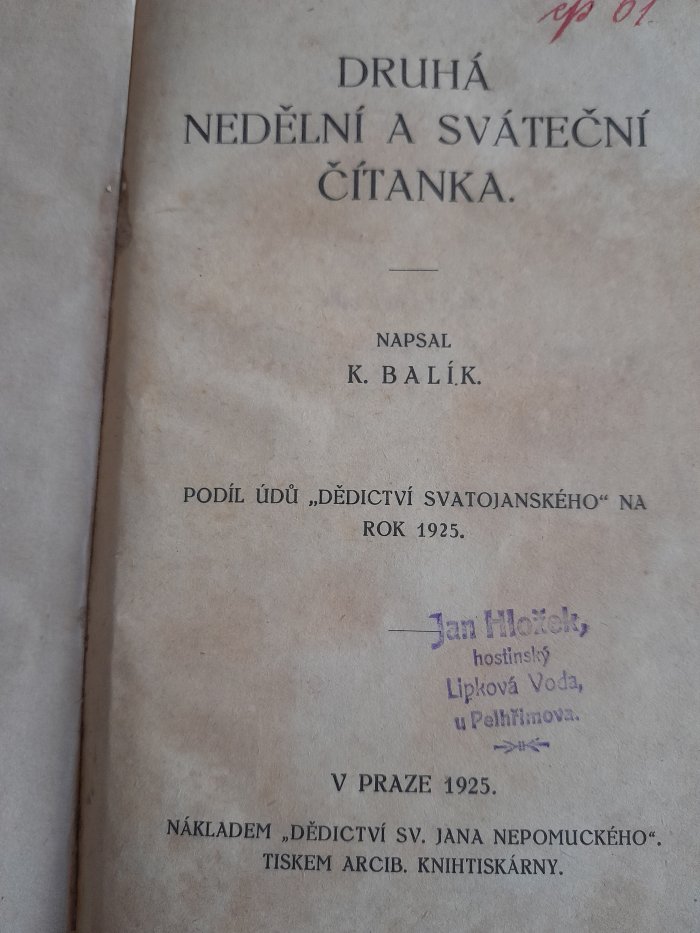 DRUHÁ
NEDĚLNÍ A SVÁTEČNÍ
ČÍTANKA.
NAPSAL
K. BALÍK.
PODÍL ÚDŮ „DĚDICTVÍ SVATOJANSKÉHO“ NA
ROK 1925.
Jan Hložek,
hostinský
Lipková Voda,
u Pelhřimova.
V PRAZE 1925.
NÁKLADEM „DĚDICTVÍ SV. JANA NEPOMUCKÉHO“.
TISKEM ARCIB. KNIHTISKÁRNY.